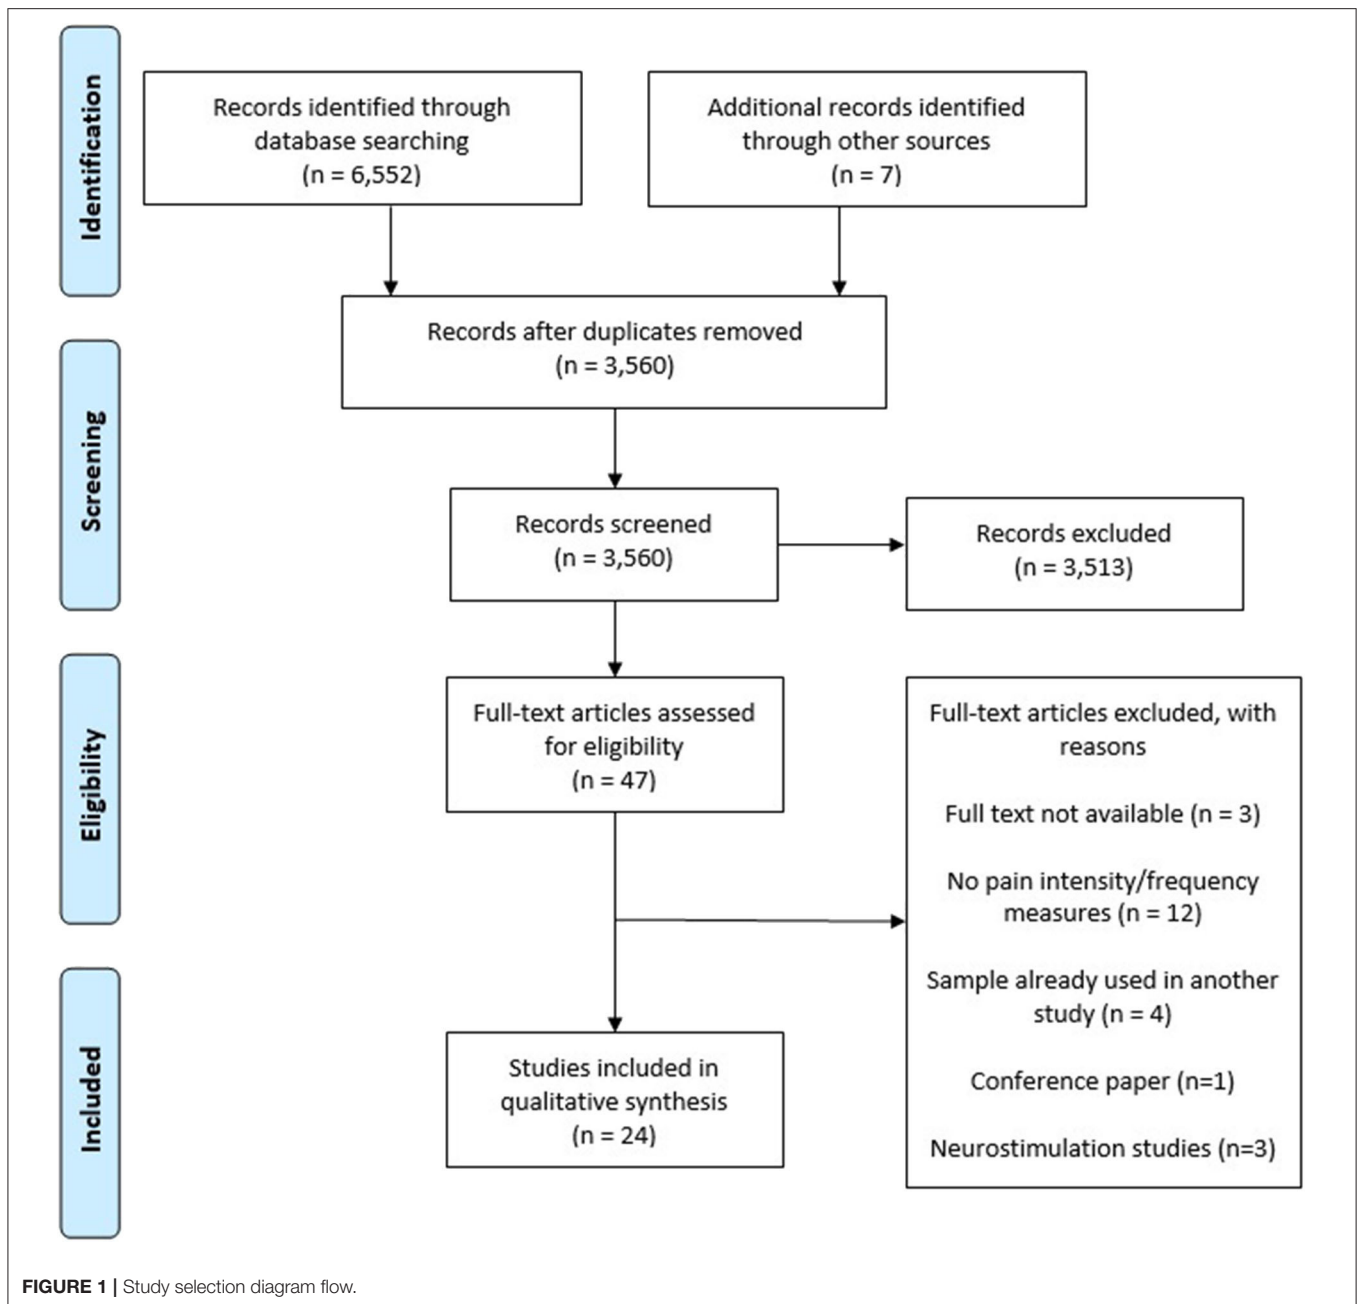 Identification
Records identified through
database searching
(n = 6,552)
Additional records identified
through other sources
(n = 7)
Records after duplicates removed
(n = 3,560)
Screening
Records screened
(n = 3,560)
Records excluded
(n = 3,513)
Eligibility
Full-text articles assessed
for eligibility
(n = 47)
Full-text articles excluded, with
reasons
Full text not available (n = 3)
No pain intensity/frequency
measures (n = 12)
Sample already used in another
study (n = 4)
Conference paper (n=1)
Neurostimulation studies (n=3)
Included
Studies included in
qualitative synthesis
(n = 24)
FIGURE 1 | Study selection diagram flow.